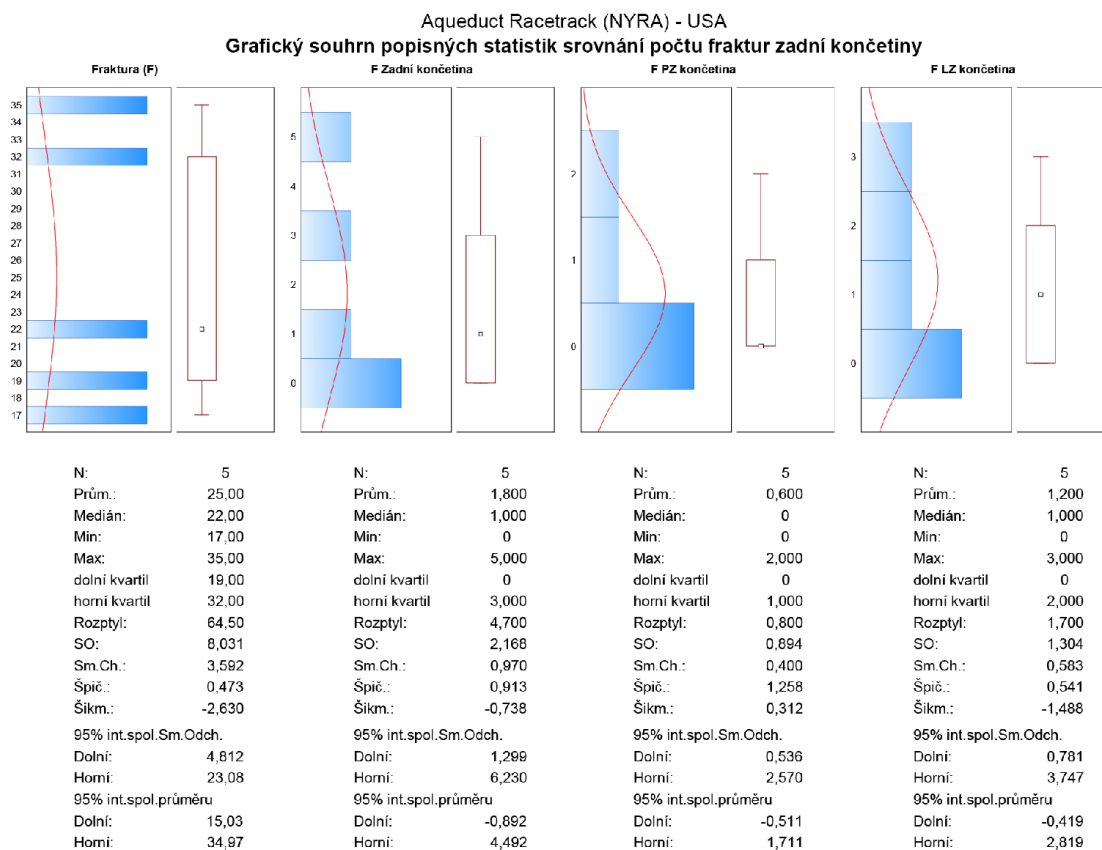 Aqueduct Racetrack (NYRA) - USA
Grafický souhrn popisných statistik srovnání počtu fraktur zadní končetiny
Fraktura (F)
35
34
33
32
31
30
29
28
27
26
25
24
23
22
21
20
19
18
17
N: 5
Prům.: 25,00
Medián: 22,00
Min: 17,00
Max: 35,00
dolní kvartil 19,00
horní kvartil 32,00
Rozptyl: 64,50
SO: 8,031
Sm.Ch.: 3,592
Špič.: 0,473
Šikm.: -2,630
95% int.spol.Sm.Odch.
Dolní: 4,812
Horní: 23,08
95% int.spol.průměru
Dolní: 15,03
Horní: 34,97
F Zadní končetina
5
4
3
2
1
0
N: 5
Prům.: 1,800
Medián: 1,000
Min: 0
Max: 5,000
dolní kvartil 0
horní kvartil 3,000
Rozptyl: 4,700
SO: 2,168
Sm.Ch.: 0,970
Špič.: 0,913
Šikm.: -0,738
95% int.spol.Sm.Odch.
Dolní: 1,299
Horní: 6,230
95% int.spol.průměru
Dolní: -0,892
Horní: 4,492
F PZ končetina
2
1
0
N: 5
Prům.: 0,600
Medián: 0
Min: 0
Max: 2,000
dolní kvartil 0
horní kvartil 1,000
Rozptyl: 0,800
SO: 0,894
Sm.Ch.: 0,400
Špič.: 1,258
Šikm.: 0,312
95% int.spol.Sm.Odch.
Dolní: 0,536
Horní: 2,570
95% int.spol.průměru
Dolní: -0,511
Horní: 1,711
F LZ končetina
3
2
1
0
N: 5
Prům.: 1,200
Medián: 1,000
Min: 0
Max: 3,000
dolní kvartil 0
horní kvartil 2,000
Rozptyl: 1,700
SO: 1,304
Sm.Ch.: 0,583
Špič.: 0,541
Šikm.: -1,488
95% int.spol.Sm.Odch.
Dolní: 0,781
Horní: 3,747
95% int.spol.průměru
Dolní: -0,419
Horní: 2,819